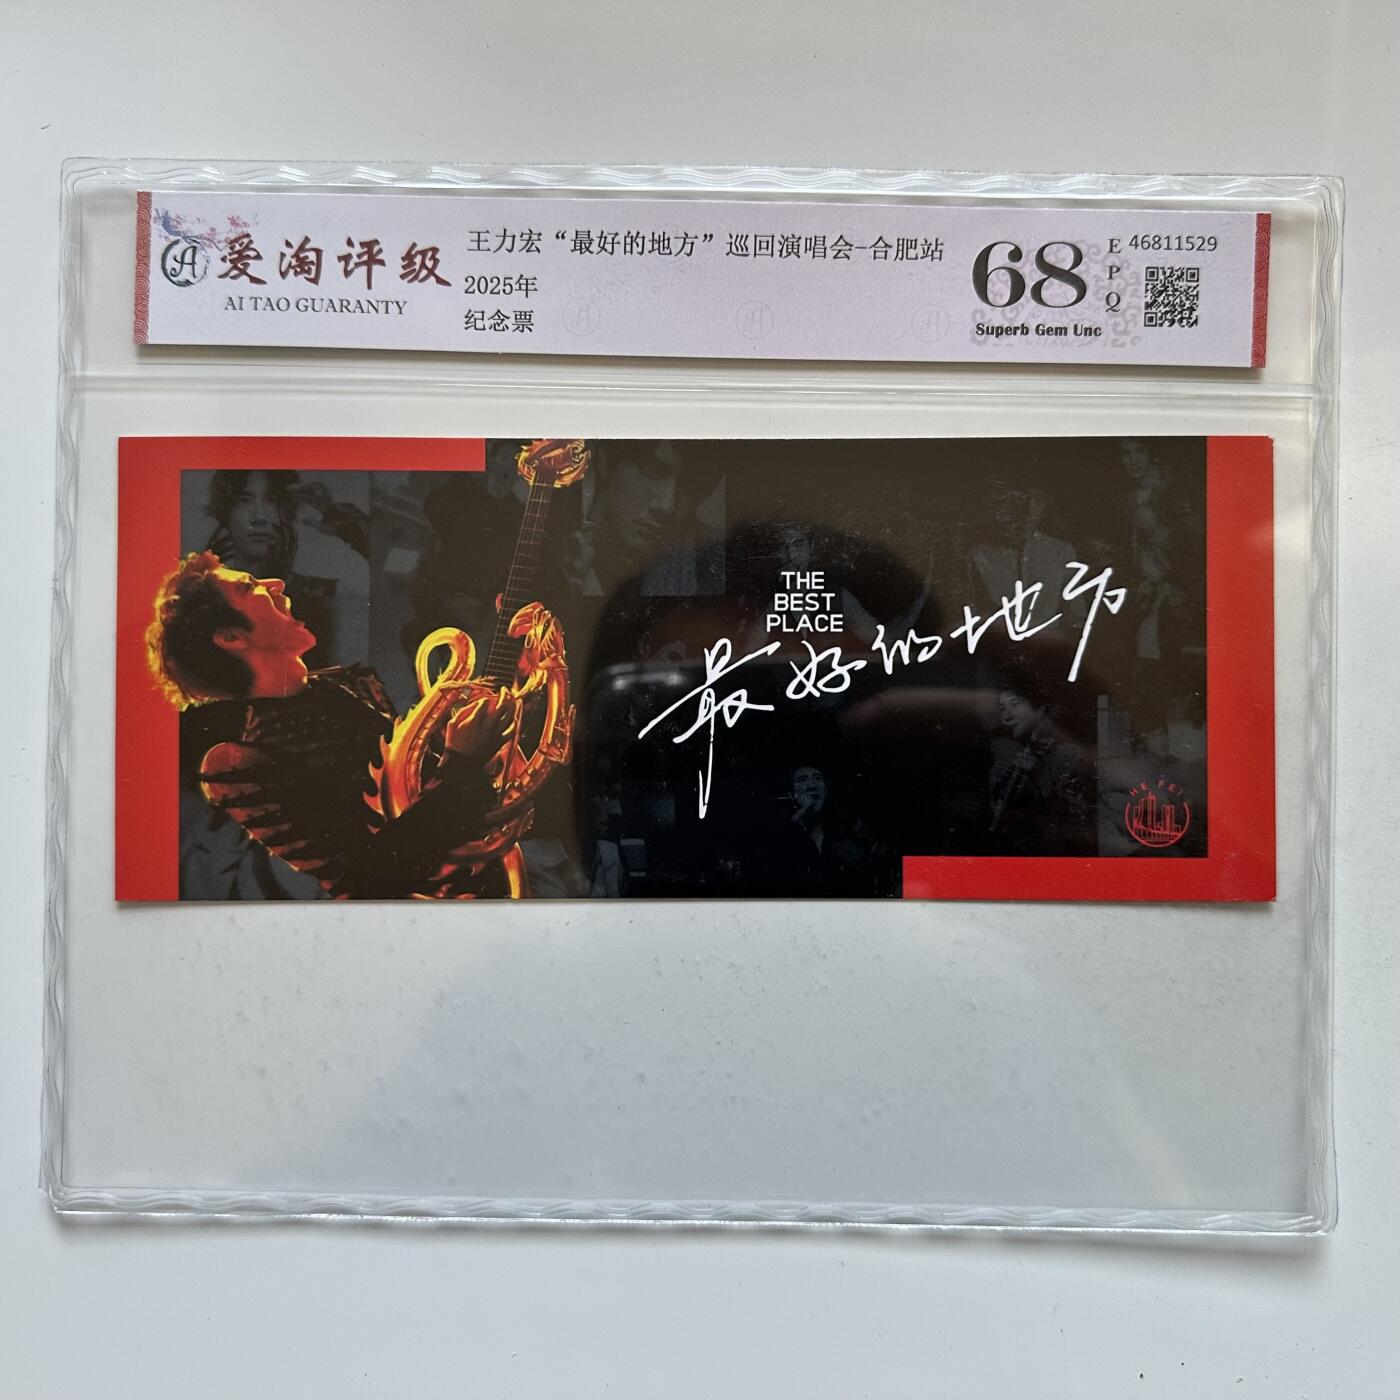 爱淘评级
AI TAO GUARANTY
王力宏“最好的地方”巡回演唱会-合肥站
2025年
纪念票
68
EPQ
Superb Gem Unc
46811529
THE
BEST
PLACE
最好的地方
HE FEI